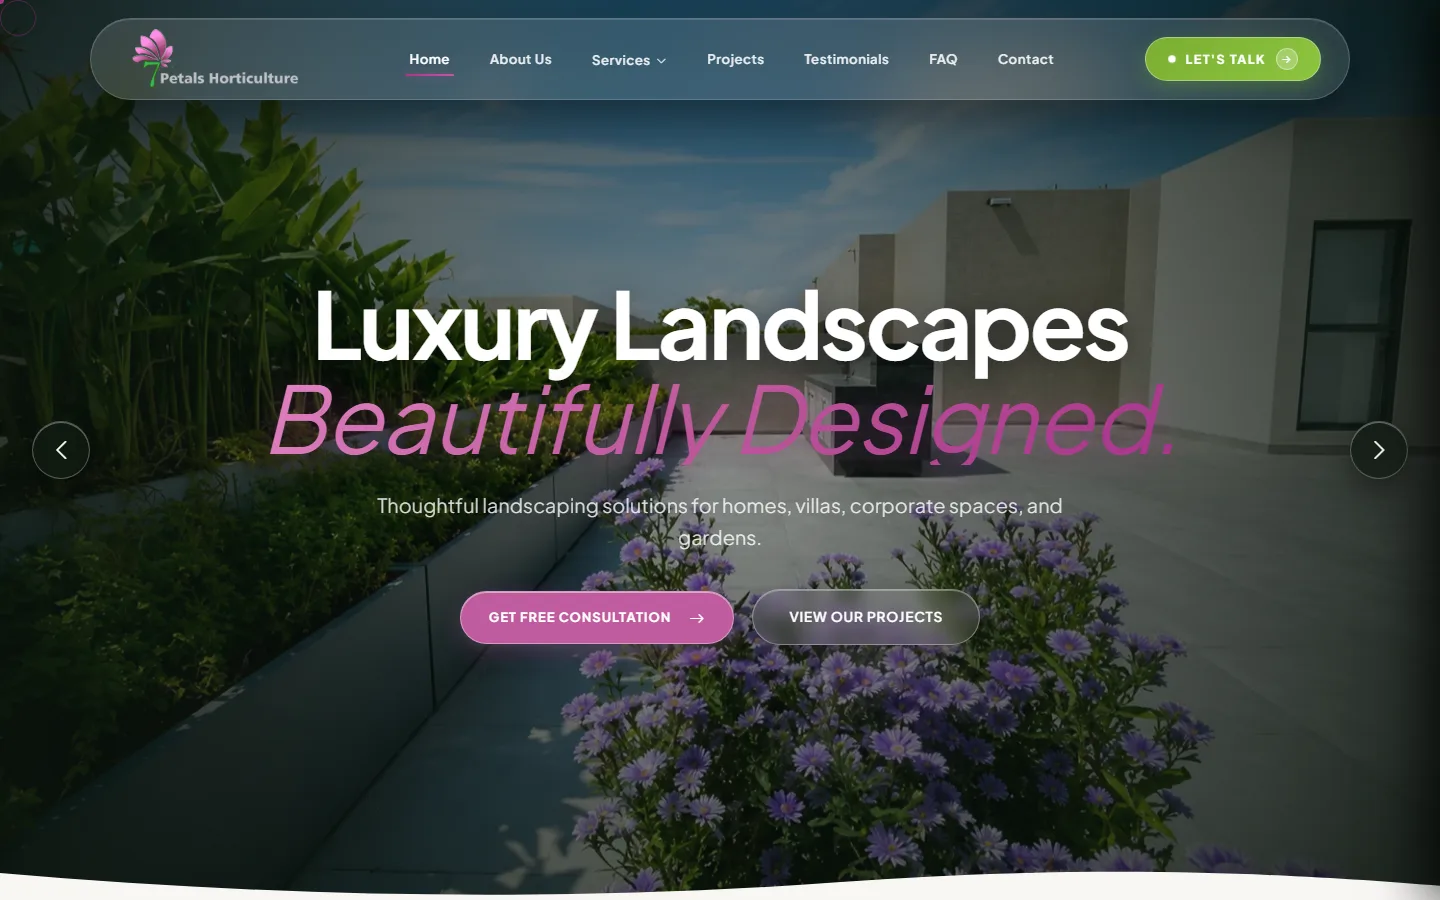 7Petals Horticulture
Home
About Us
Services
Projects
Testimonials
FAQ
Contact
LET'S TALK
Luxury Landscapes
Beautifully Designed.
Thoughtful landscaping solutions for homes, villas, corporate spaces, and
gardens.
GET FREE CONSULTATION
VIEW OUR PROJECTS